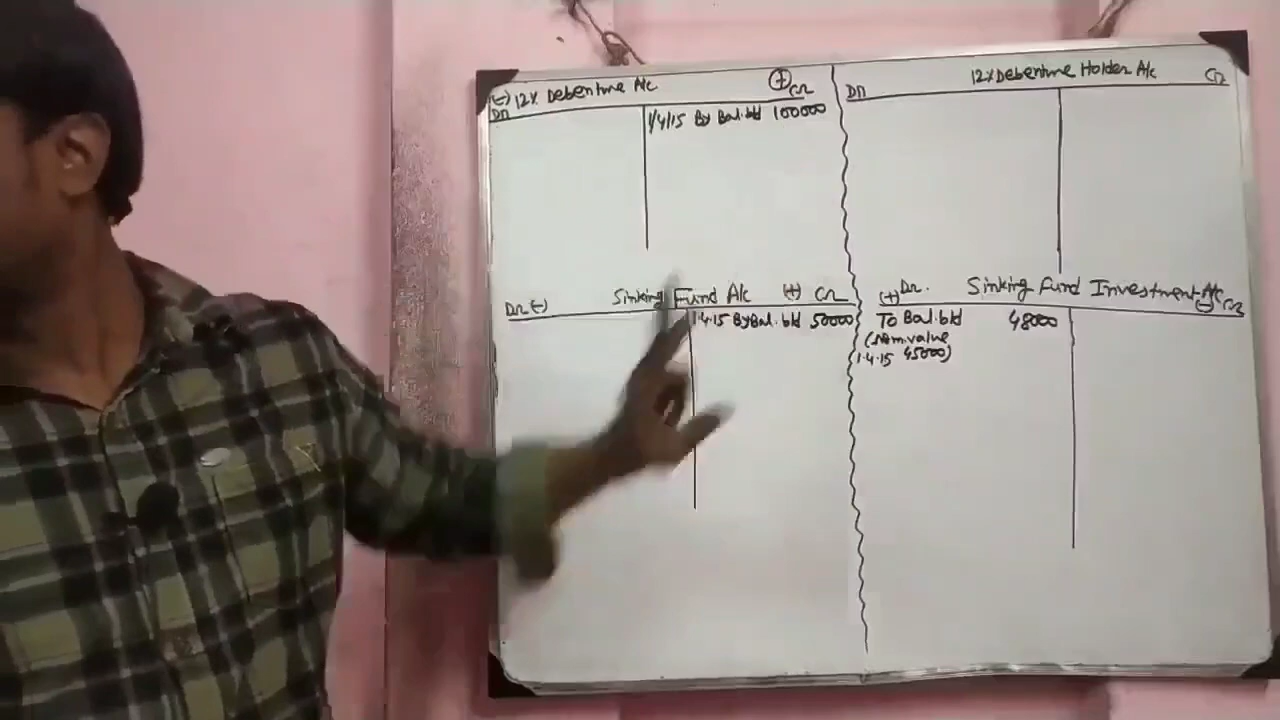 (-) 12% Debenture A/c (+) Cr
Dr
1/4/15 By Bal. b/d 100000
12% Debenture Holder A/c Cr
Dr
Dr (-) Sinking Fund A/c (+) Cr
1.4.15 By Bal. b/d 50000
(+) Dr. Sinking Fund Investment A/c (-) Cr
To Bal. b/d 48000
(Nom. value
1.4.15 45000)